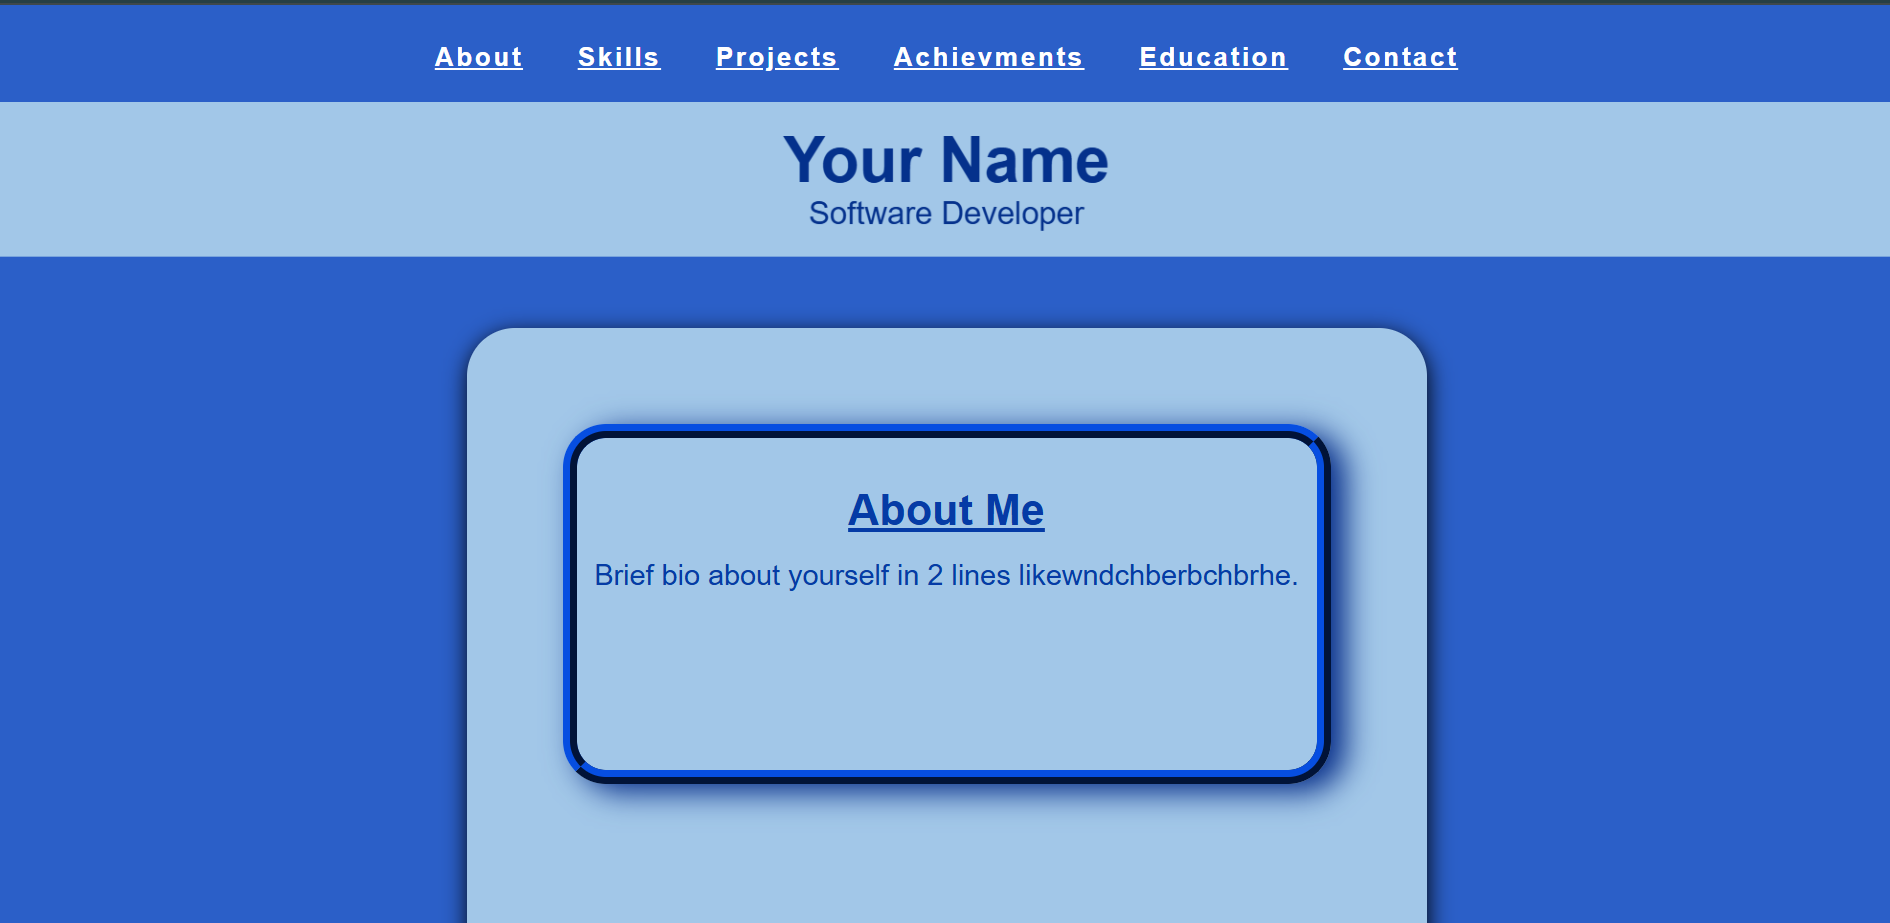 About Skills Projects Achievments Education Contact
Your Name
Software Developer
About Me
Brief bio about yourself in 2 lines likewndchberbchbrhe.